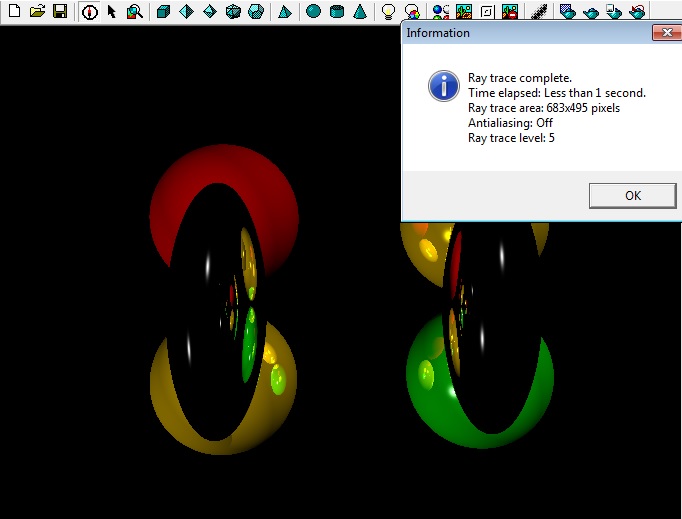 Information
Ray trace complete.
Time elapsed: Less than 1 second.
Ray trace area: 683x495 pixels
Antialiasing: Off
Ray trace level: 5
OK